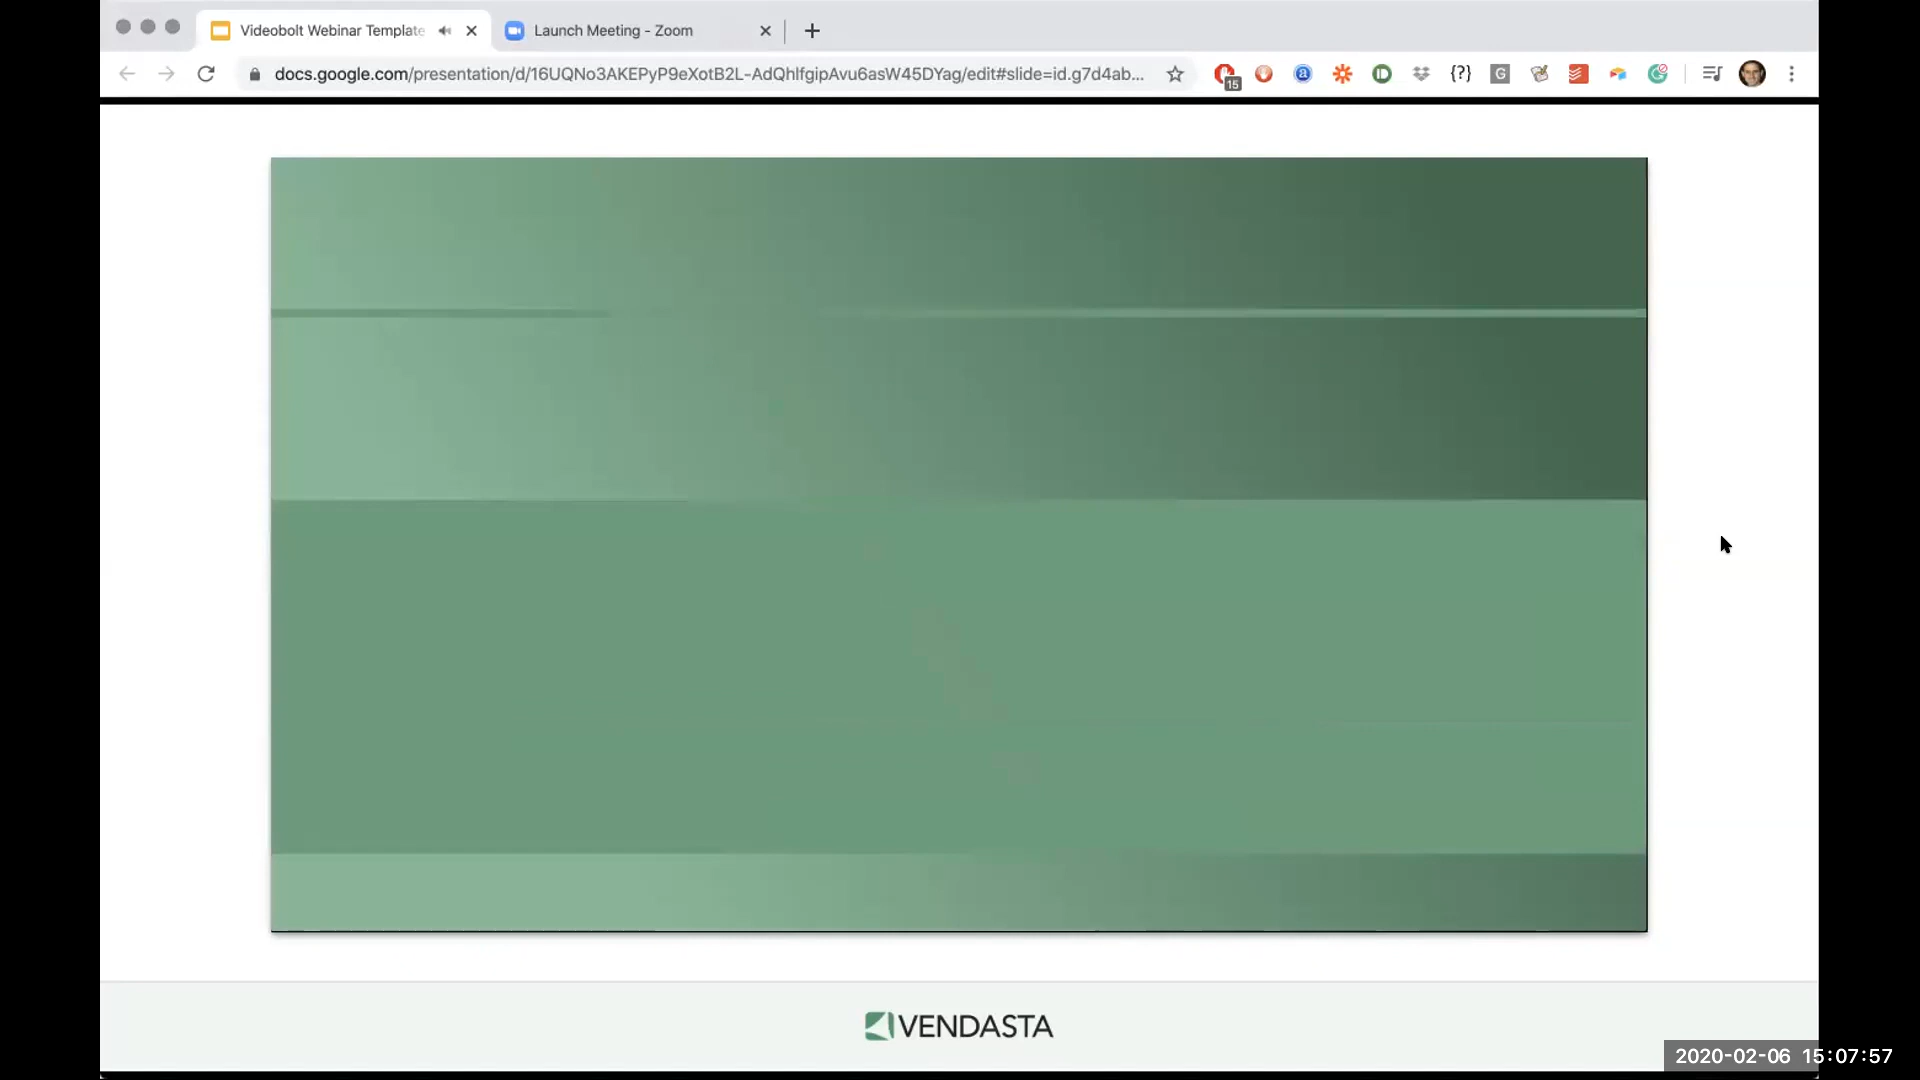 Videobolt Webinar Template
Launch Meeting - Zoom
docs.google.com/presentation/d/16UQNo3AKEPyP9eXotB2L-AdQhlfgipAvu6asW45DYag/edit#slide=id.g7d4ab...
15
a
{?}
G
VENDASTA
2020-02-06 15:07:57